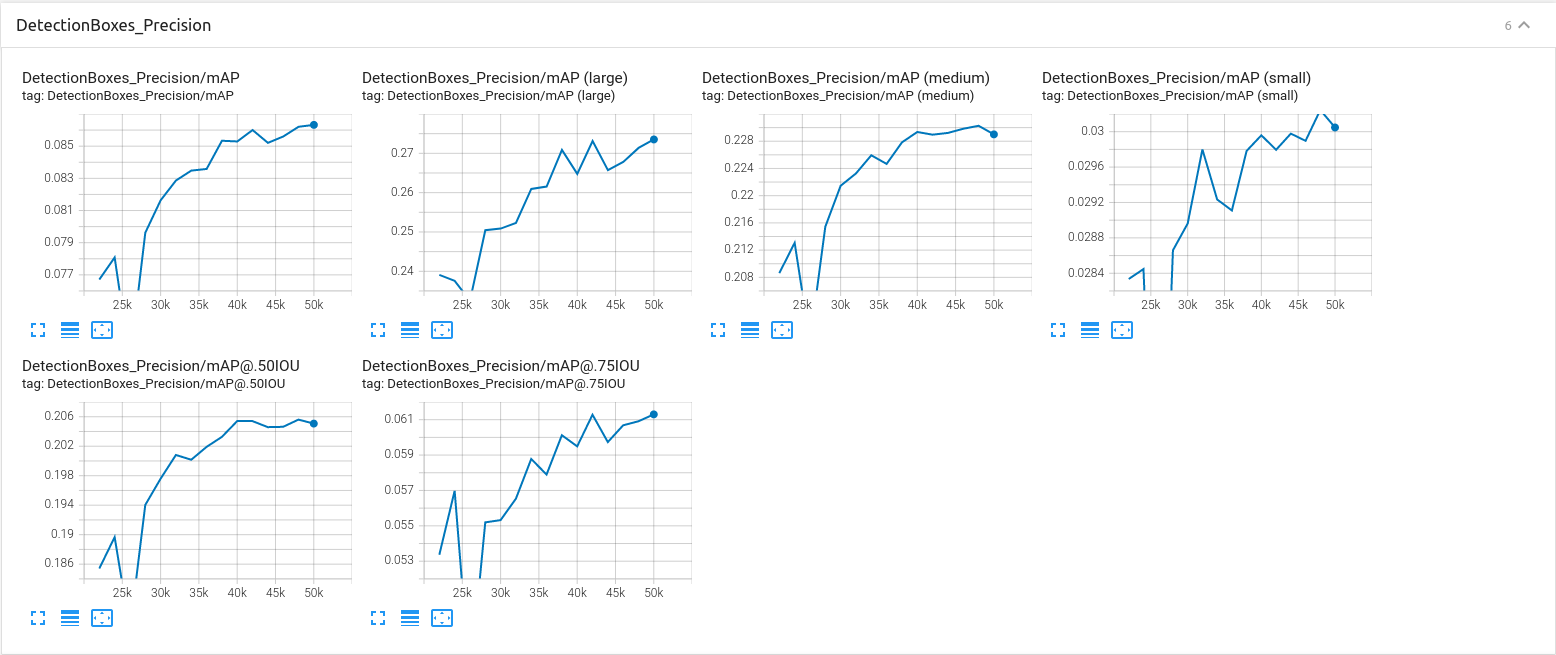 DetectionBoxes_Precision
6
DetectionBoxes_Precision/mAP
tag: DetectionBoxes_Precision/mAP
0.085
0.083
0.081
0.079
0.077
25k 30k 35k 40k 45k 50k
DetectionBoxes_Precision/mAP (large)
tag: DetectionBoxes_Precision/mAP (large)
0.27
0.26
0.25
0.24
25k 30k 35k 40k 45k 50k
DetectionBoxes_Precision/mAP (medium)
tag: DetectionBoxes_Precision/mAP (medium)
0.228
0.224
0.22
0.216
0.212
0.208
25k 30k 35k 40k 45k 50k
DetectionBoxes_Precision/mAP (small)
tag: DetectionBoxes_Precision/mAP (small)
0.03
0.0296
0.0292
0.0288
0.0284
25k 30k 35k 40k 45k 50k
DetectionBoxes_Precision/mAP@.50IOU
tag: DetectionBoxes_Precision/mAP@.50IOU
0.206
0.202
0.198
0.194
0.19
0.186
25k 30k 35k 40k 45k 50k
DetectionBoxes_Precision/mAP@.75IOU
tag: DetectionBoxes_Precision/mAP@.75IOU
0.061
0.059
0.057
0.055
0.053
25k 30k 35k 40k 45k 50k